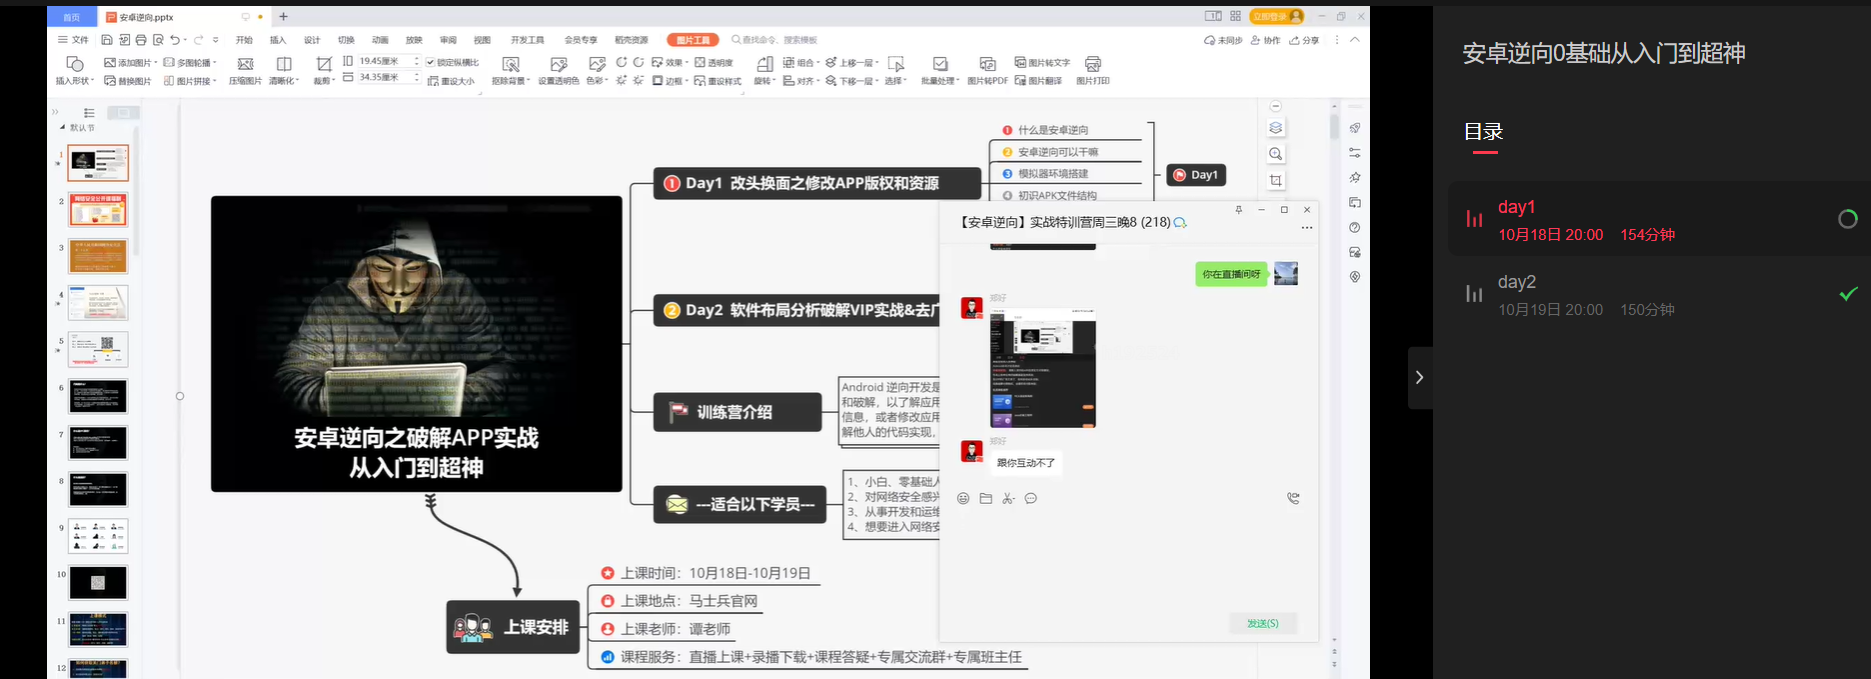 首页
安卓逆向.pptx
立即登录
文件
开始
插入
设计
切换
动画
放映
审阅
视图
开发工具
会员专享
稻壳资源
图片工具
查找命令、搜索模板
未同步
协作
分享
插入形状
添加图片
替换图片
多图轮播
图片拼接
压缩图片
清晰化
裁剪
19.45厘米
34.35厘米
锁定纵横比
重设大小
抠除背景
设置透明色
色彩
效果
边框
透明度
重设样式
旋转
组合
对齐
上移一层
下移一层
选择
批量处理
图片转PDF
图片转文字
图片翻译
图片打印
默认节
1
2
3
4
5
6
7
8
9
10
11
12
安卓逆向之破解APP实战
从入门到超神
1 Day1 改头换面之修改APP版权和资源
1 什么是安卓逆向
2 安卓逆向可以干嘛
3 模拟器环境搭建
4 初识APK文件结构
Day1
2 Day2 软件布局分析破解VIP实战&去广
训练营介绍
Android 逆向开发是
和破解，以了解应用
信息，或者修改应用
解他人的代码实现，
---适合以下学员---
1、小白、零基础人
2、对网络安全感兴
3、从事开发和运维
4、想要进入网络安
上课安排
上课时间：10月18日-10月19日
上课地点：马士兵官网
上课老师：谭老师
课程服务：直播上课+录播下载+课程答疑+专属交流群+专属班主任
【安卓逆向】实战特训营周三晚8 (218)
你在直播间呀
郑好
郑好
跟你互动不了
发送(S)
安卓逆向0基础从入门到超神
目录
day1
10月18日 20:00 154分钟
day2
10月19日 20:00 150分钟